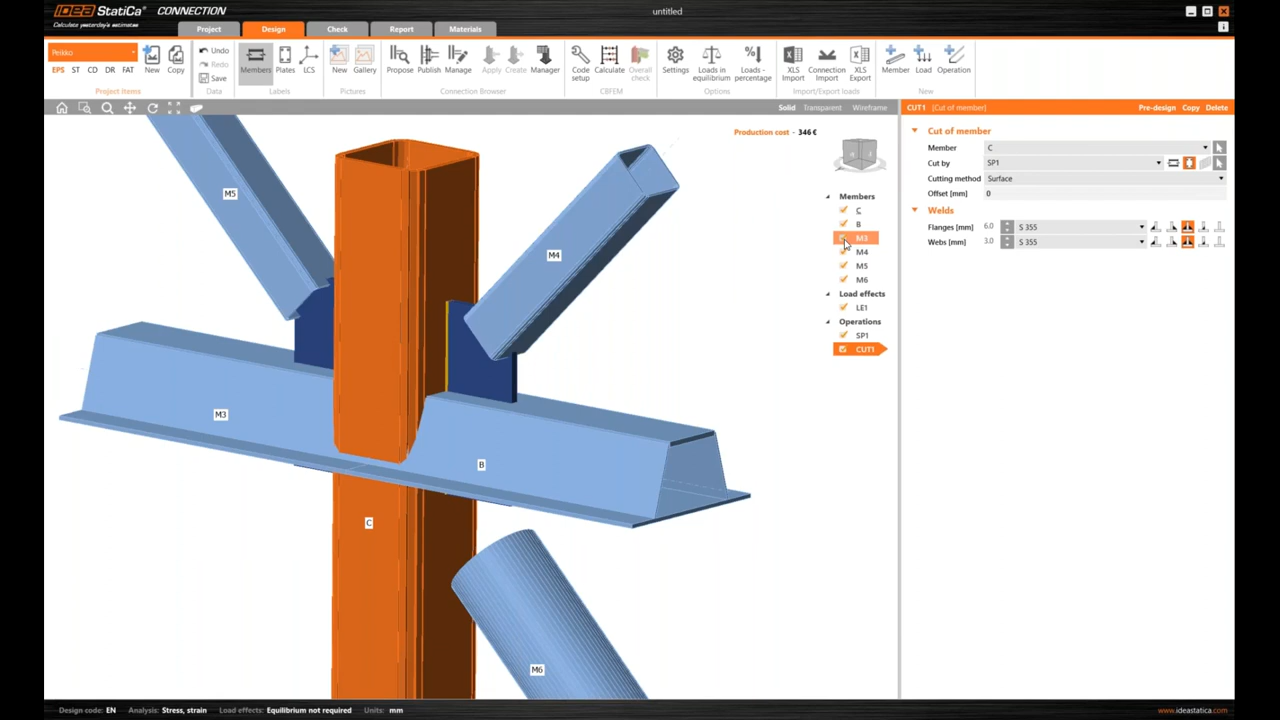 IDEA StatiCa® CONNECTION
Calculate yesterday's estimates
untitled
Project
Design
Check
Report
Materials
Peikko
EPS ST CD DR FAT
New
Copy
Project Items
Undo
Redo
Save
Data
Members
Plates
LCS
Labels
New
Gallery
Pictures
Propose
Publish
Manage
Apply
Create
Manager
Connection Browser
Code setup
Calculate
Overall check
CBFEM
Settings
Loads in equilibrium
Loads - percentage
Options
XLS Import
Connection Import
XLS Export
Import/Export loads
Member
Load
Operation
New
Solid Transparent Wireframe
Production cost - 346 €
M5
M4
M3
B
C
M6
Members
C
B
M3
M4
M5
M6
Load effects
LE1
Operations
SP1
CUT1
CUT1 [Cut of member]
Pre-design Copy Delete
Cut of member
Member C
Cut by SP1
Cutting method Surface
Offset [mm] 0
Welds
Flanges [mm] 6.0 S 355
Webs [mm] 3.0 S 355
Design code: EN Analysis: Stress, strain Load effects: Equilibrium not required Units: mm
www.ideastatica.com